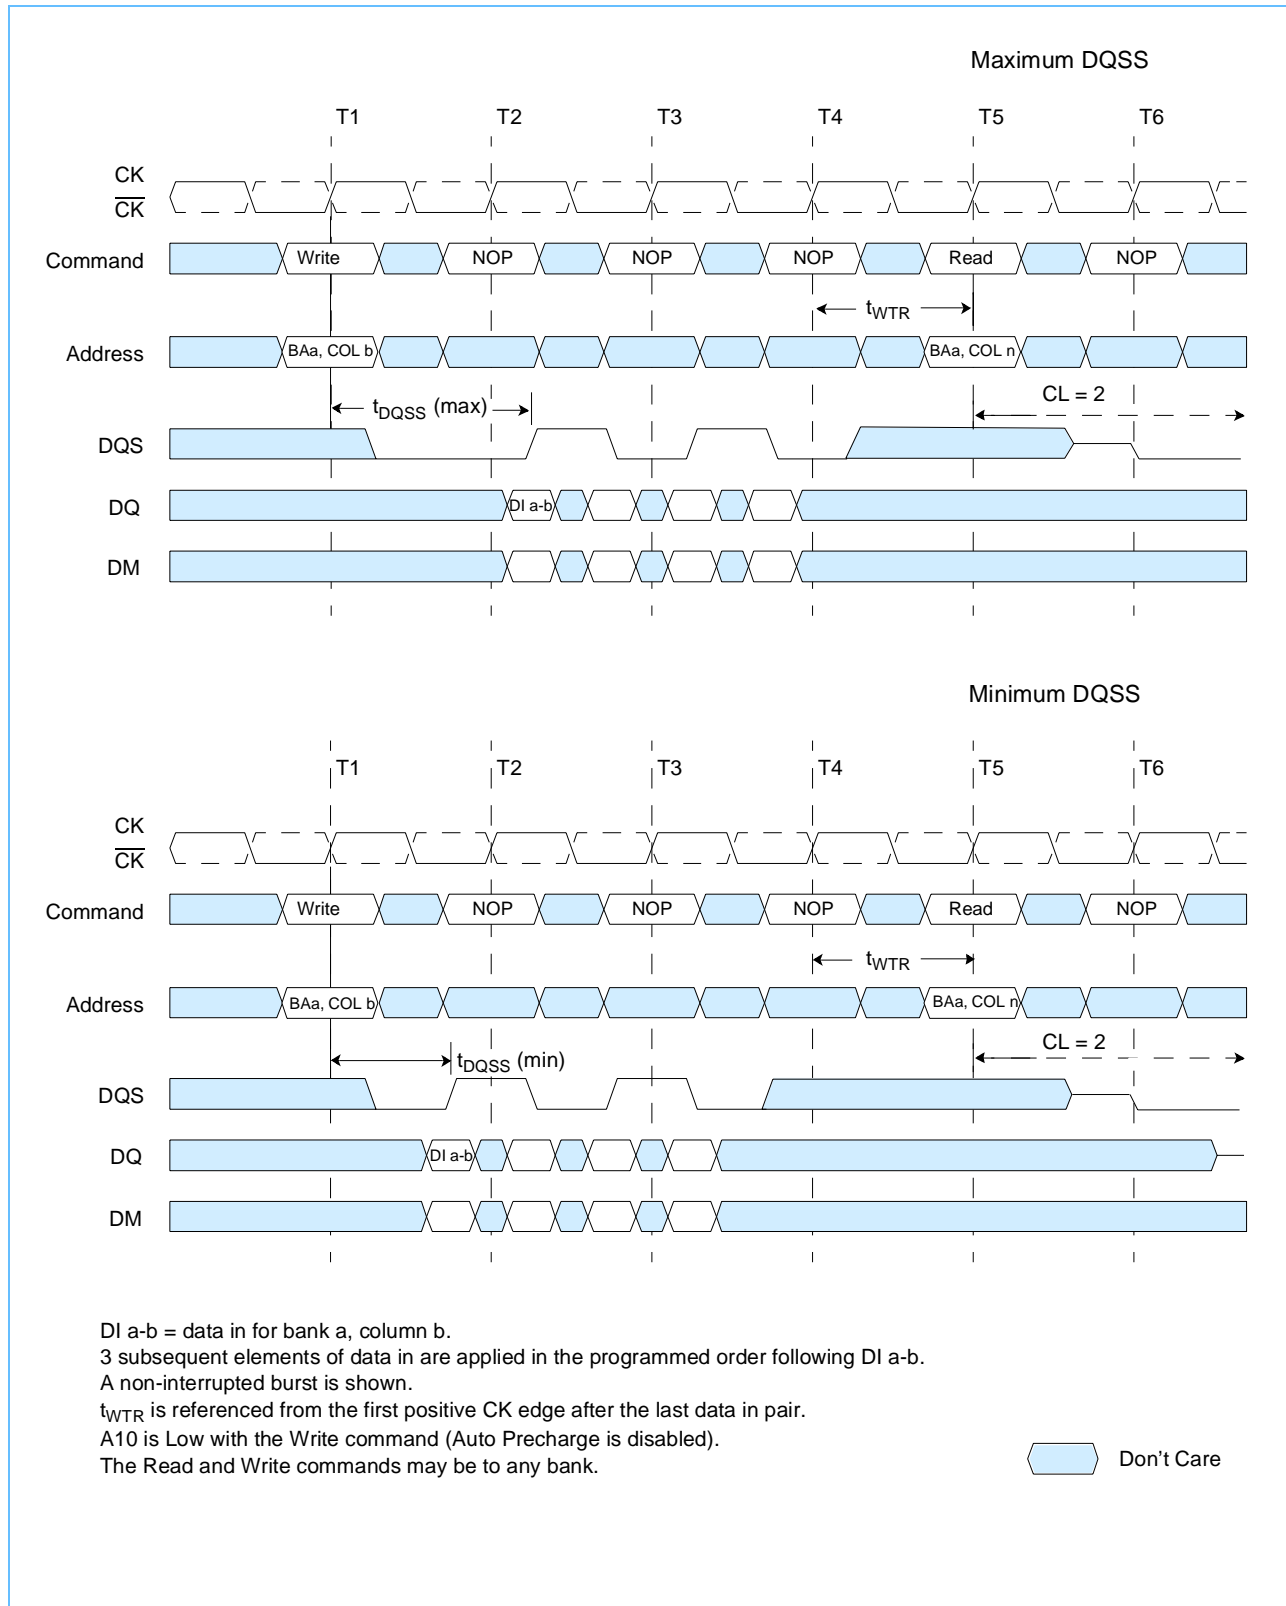 Maximum DQSS
T1 T2 T3 T4 T5 T6
CK
CK
Command Write NOP NOP NOP Read NOP
tWTR
Address BAa, COL b BAa, COL n
tDQSS (max) CL = 2
DQS
DQ DI a-b
DM
Minimum DQSS
T1 T2 T3 T4 T5 T6
CK
CK
Command Write NOP NOP NOP Read NOP
tWTR
Address BAa, COL b BAa, COL n
tDQSS (min) CL = 2
DQS
DQ DI a-b
DM
DI a-b = data in for bank a, column b.
3 subsequent elements of data in are applied in the programmed order following DI a-b.
A non-interrupted burst is shown.
tWTR is referenced from the first positive CK edge after the last data in pair.
A10 is Low with the Write command (Auto Precharge is disabled).
The Read and Write commands may be to any bank.
Don't Care